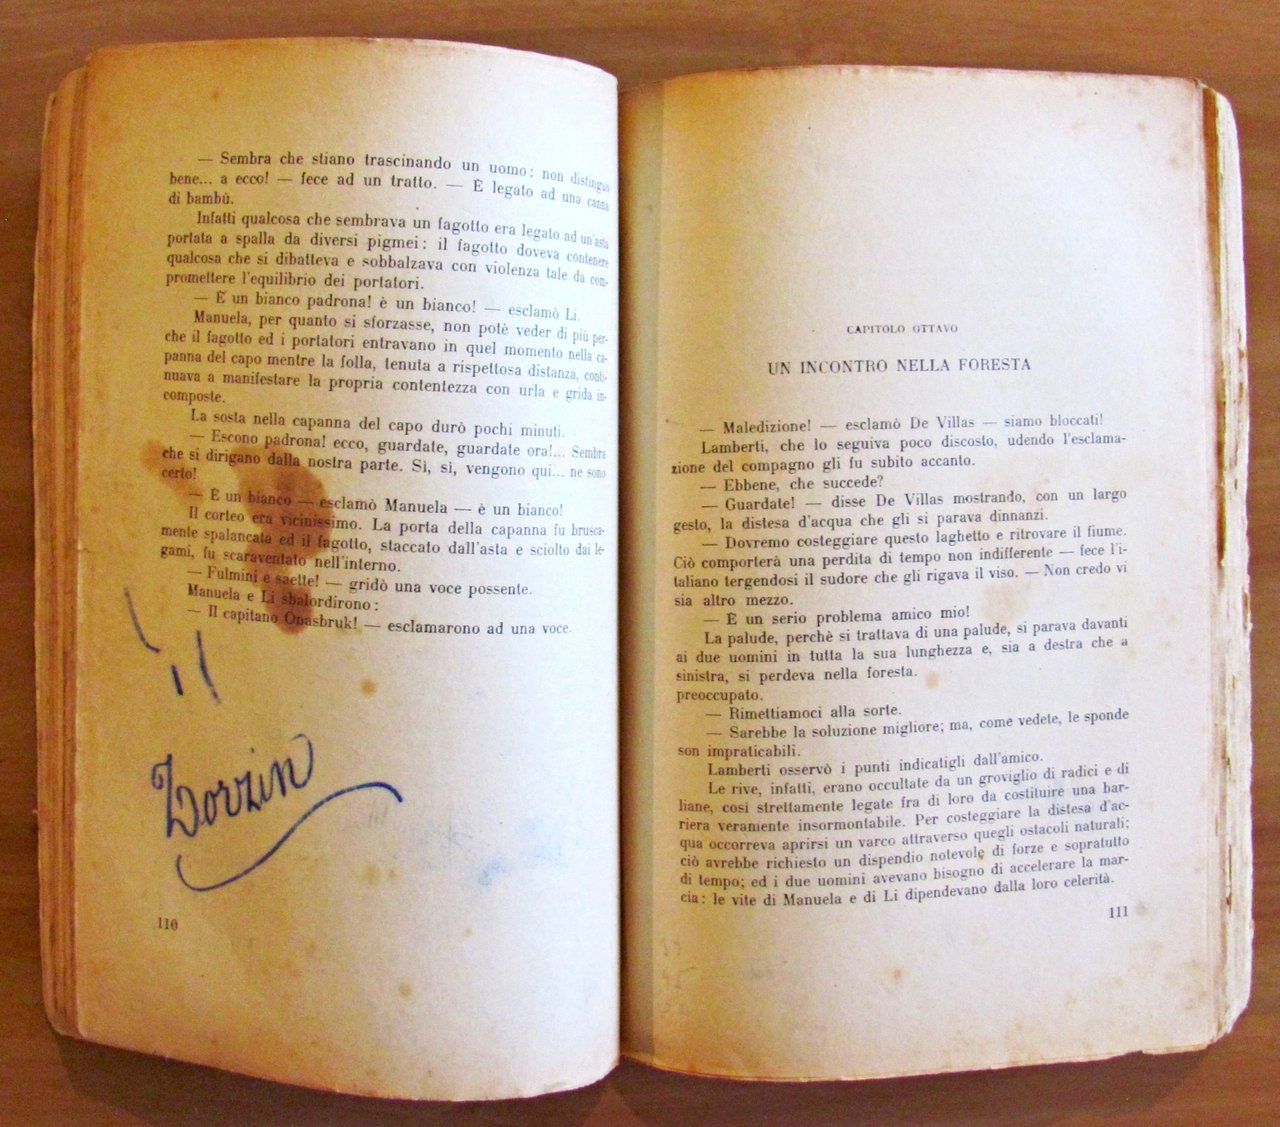 — Sembra che stiano trascinando un uomo: non distinguo
bene... a ecco! — fece ad un tratto. — È legato ad una canna
di bambù.
Infatti qualcosa che sembrava un fagotto era legato ad un'asta
portata a spalla da diversi pigmei: il fagotto doveva contenere
qualcosa che si dibatteva e sobbalzava con violenza tale da com-
promettere l'equilibrio dei portatori.
— È un bianco padrona! è un bianco! — esclamò Li.
Manuela, per quanto si sforzasse, non potè veder di più per-
che il fagotto ed i portatori entravano in quel momento nella ca-
panna del capo mentre la folla, tenuta a rispettosa distanza, conti-
nuava a manifestare la propria contentezza con urla e grida in-
composte.
La sosta nella capanna del capo durò pochi minuti.
— Escono padrona! ecco, guardate, guardate ora!... Sembra
che si dirigano dalla nostra parte. Sì, sì, vengono qui... ne sono
certo!
— È un bianco — esclamò Manuela — è un bianco!
Il corteo era vicinissimo. La porta della capanna fu brusca-
mente spalancata ed il fagotto, staccato dall'asta e sciolto dai le-
gami, fu scaraventato nell'interno.
— Fulmini e saette! — gridò una voce possente.
Manuela e Li sbalordirono:
— Il capitano Onasbruk! — esclamarono ad una voce.
Dorzin
110
CAPITOLO OTTAVO
UN INCONTRO NELLA FORESTA
— Maledizione! — esclamò De Villas — siamo bloccati!
Lamberti, che lo seguiva poco discosto, udendo l'esclama-
zione del compagno gli fu subito accanto.
— Ebbene, che succede?
— Guardate! — disse De Villas mostrando, con un largo
gesto, la distesa d'acqua che gli si parava dinnanzi.
— Dovremo costeggiare questo laghetto e ritrovare il fiume.
Ciò comporterà una perdita di tempo non indifferente — fece l'i-
taliano tergendosi il sudore che gli rigava il viso. — Non credo vi
sia altro mezzo.
— È un serio problema amico mio!
La palude, perchè si trattava di una palude, si parava davanti
ai due uomini in tutta la sua lunghezza e, sia a destra che a
sinistra, si perdeva nella foresta.
preoccupato.
— Rimettiamoci alla sorte.
— Sarebbe la soluzione migliore; ma, come vedete, le sponde
son impraticabili.
Lamberti osservò i punti indicatigli dall'amico.
Le rive, infatti, erano occultate da un groviglio di radici e di
liane, così strettamente legate fra di loro da costituire una bar-
riera veramente insormontabile. Per costeggiare la distesa d'ac-
qua occorreva aprirsi un varco attraverso quegli ostacoli naturali;
ciò avrebbe richiesto un dispendio notevole di forze e sopratutto
di tempo; ed i due uomini avevano bisogno di accelerare la mar-
cia: le vite di Manuela e di Li dipendevano dalla loro celerità.
111